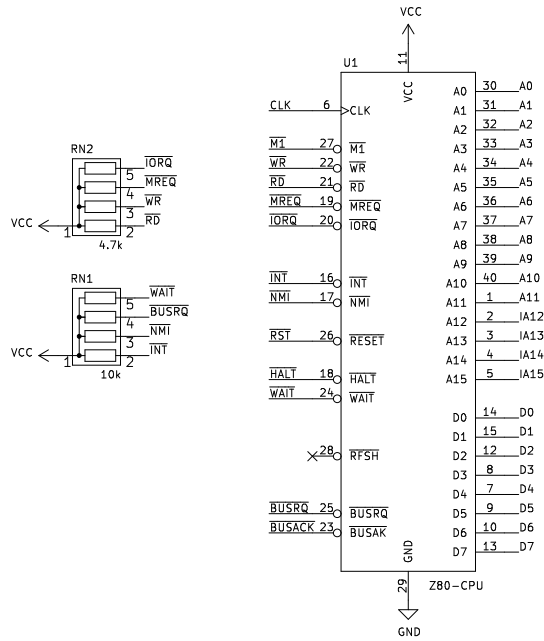 VCC
11
U1
VCC
CLK 6 CLK
M1 27 M1
WR 22 WR
RD 21 RD
MREQ 19 MREQ
IORQ 20 IORQ
INT 16 INT
NMI 17 NMI
RST 26 RESET
HALT 18 HALT
WAIT 24 WAIT
28 RFSH
BUSRQ 25 BUSRQ
BUSACK 23 BUSAK
A0 30 A0
A1 31 A1
A2 32 A2
A3 33 A3
A4 34 A4
A5 35 A5
A6 36 A6
A7 37 A7
A8 38 A8
A9 39 A9
A10 40 A10
A11 1 A11
A12 2 IA12
A13 3 IA13
A14 4 IA14
A15 5 IA15
D0 14 D0
D1 15 D1
D2 12 D2
D3 8 D3
D4 7 D4
D5 9 D5
D6 10 D6
D7 13 D7
GND
29
Z80-CPU
GND
RN2
5 IORQ
4 MREQ
3 WR
VCC 1 2 RD
4.7k
RN1
5 WAIT
4 BUSRQ
3 NMI
VCC 1 2 INT
10k